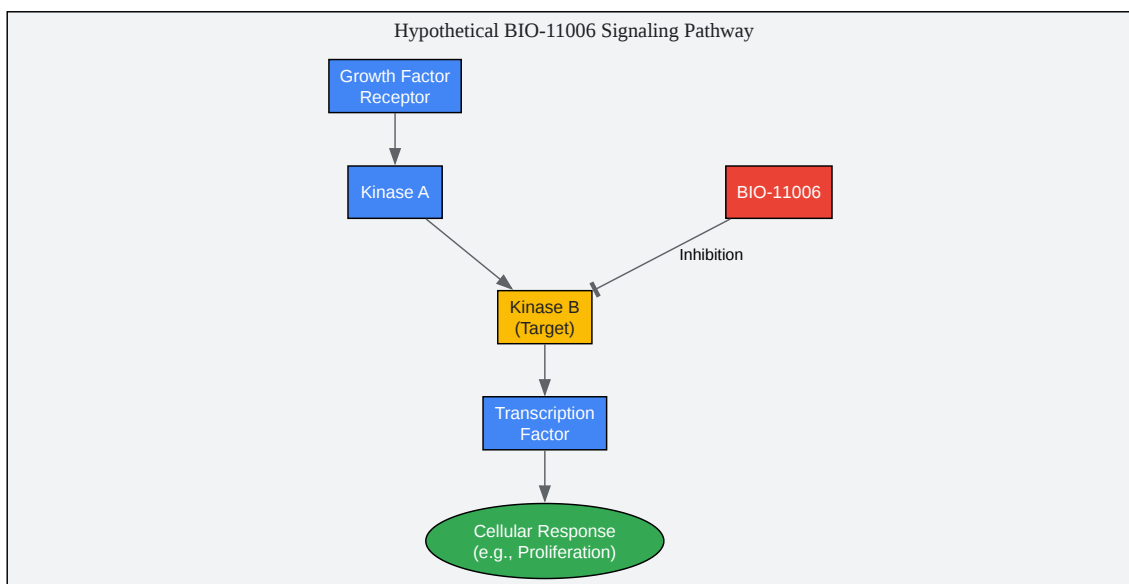 Hypothetical BIO-11006 Signaling Pathway
Growth Factor
Receptor
Kinase A
BIO-11006
Inhibition
Kinase B
(Target)
Transcription
Factor
Cellular Response
(e.g., Proliferation)